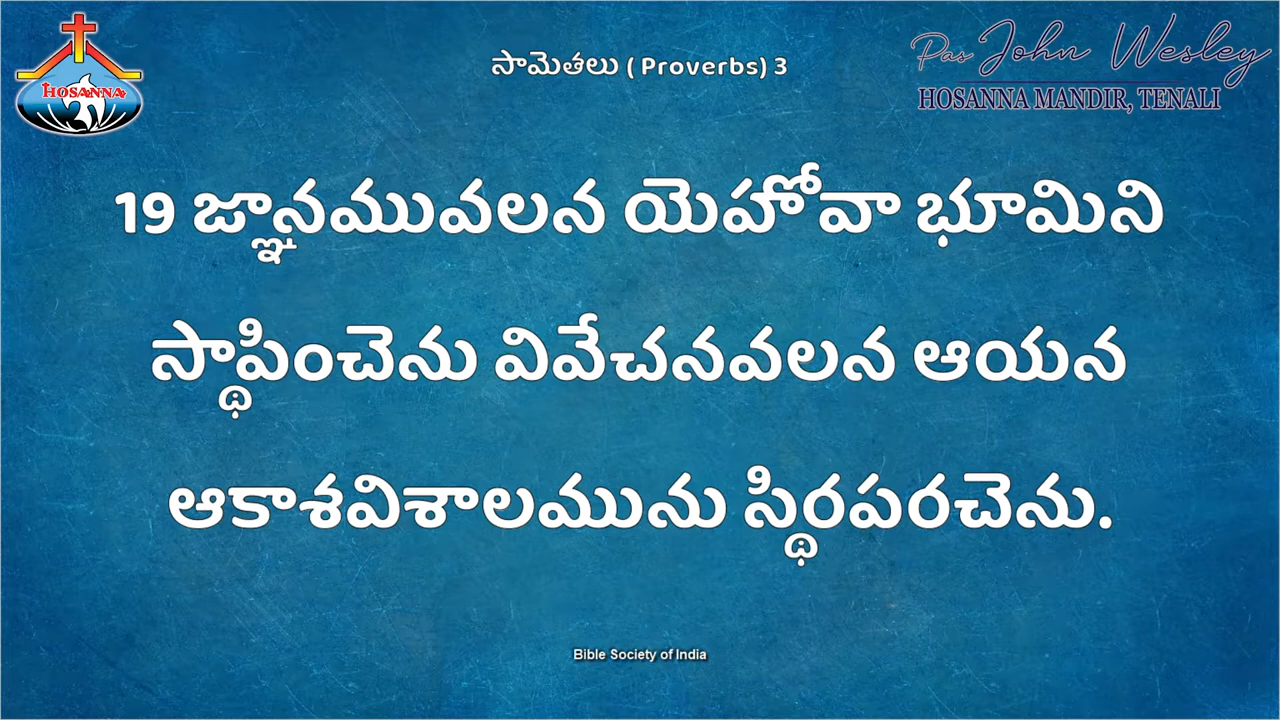 HOSANNA
సామెతలు ( Proverbs) 3
Pas John Wesley
HOSANNA MANDIR, TENALI
19 జ్ఞానమువలన యెహోవా భూమిని
స్థాపించెను వివేచనవలన ఆయన
ఆకాశవిశాలమును స్థిరపరచెను.
Bible Society of India